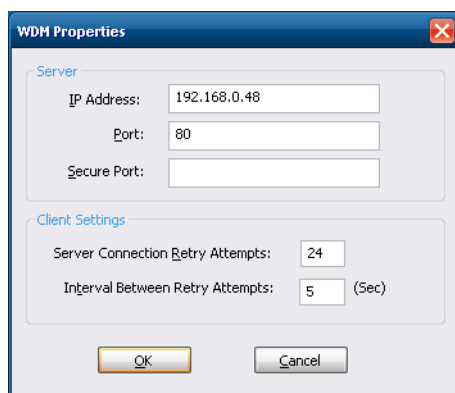 WDM Properties
Server
IP Address: 192.168.0.48
Port: 80
Secure Port:
Client Settings
Server Connection Retry Attempts: 24
Interval Between Retry Attempts: 5 (Sec)
OK Cancel